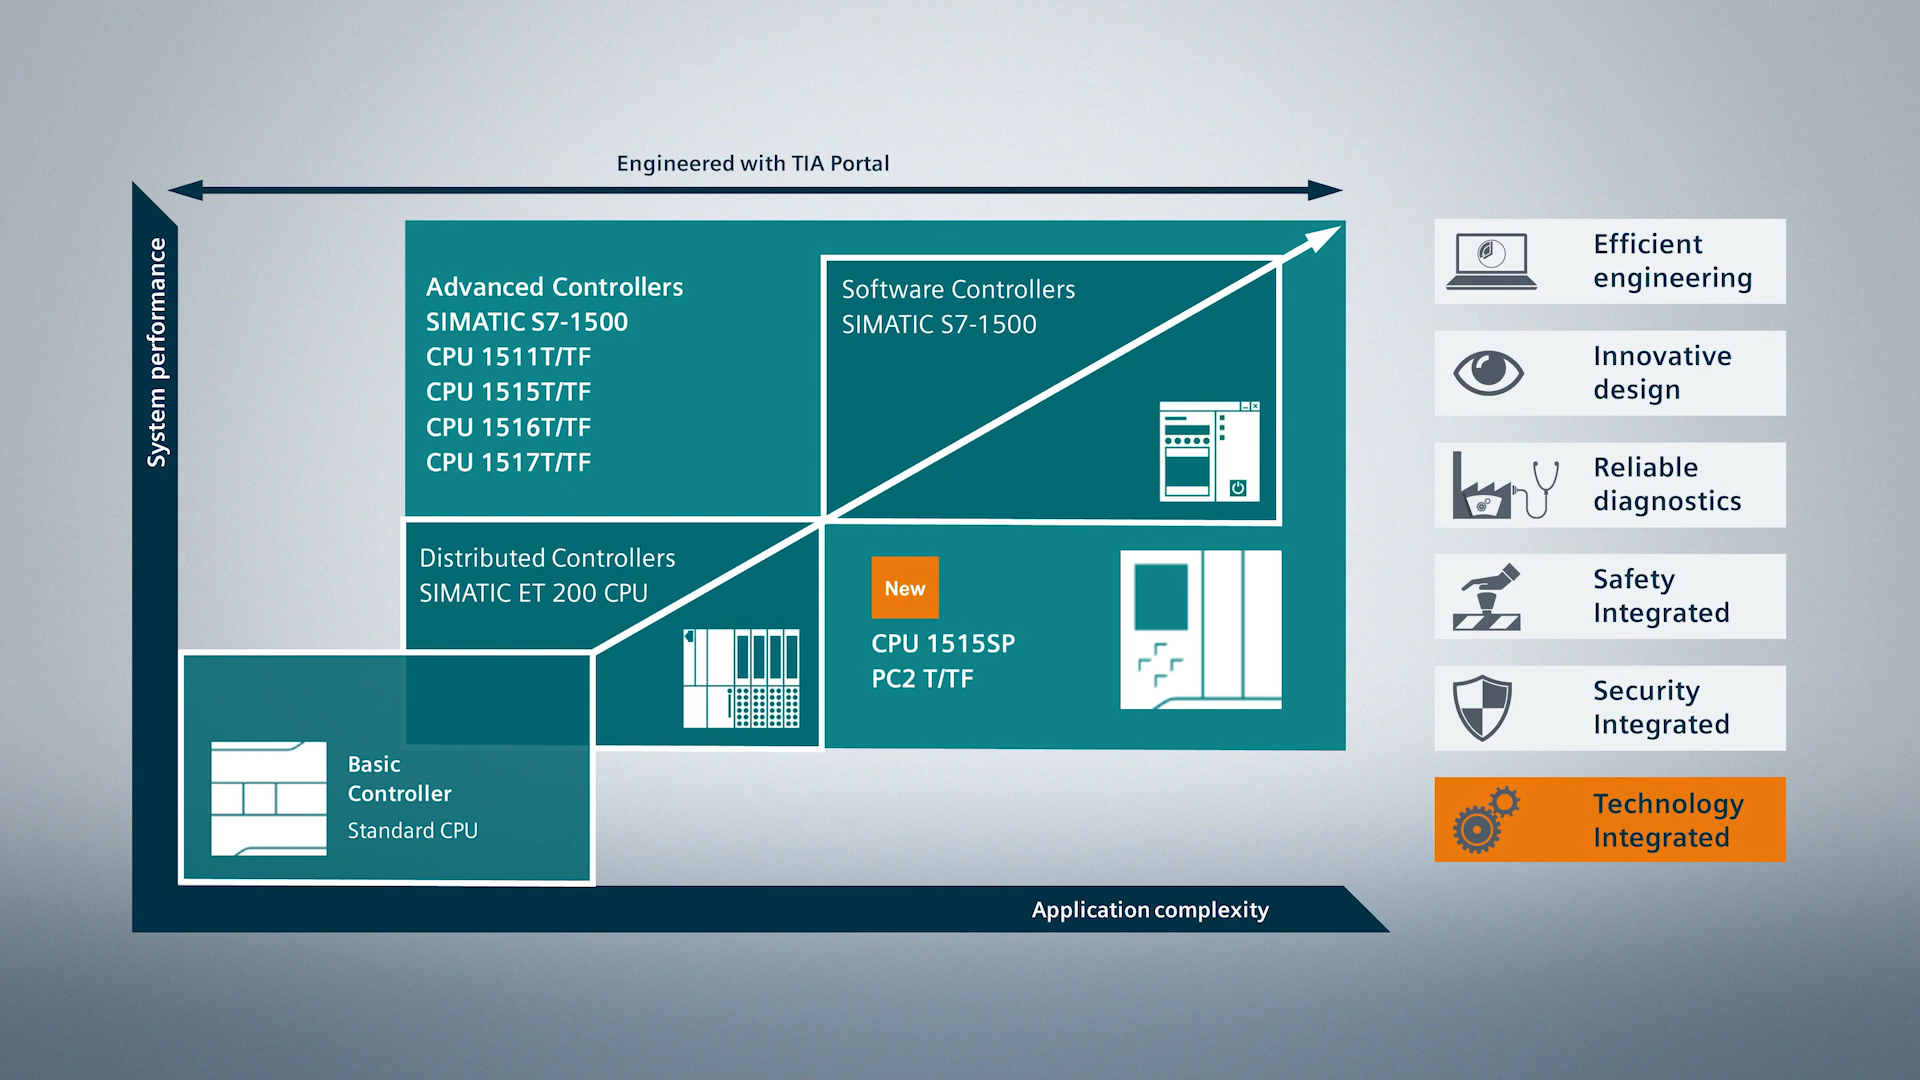 Engineered with TIA Portal
System performance
Advanced Controllers
SIMATIC S7-1500
CPU 1511T/TF
CPU 1515T/TF
CPU 1516T/TF
CPU 1517T/TF
Software Controllers
SIMATIC S7-1500
Distributed Controllers
SIMATIC ET 200 CPU
New
CPU 1515SP
PC2 T/TF
Basic
Controller
Standard CPU
Application complexity
Efficient
engineering
Innovative
design
Reliable
diagnostics
Safety
Integrated
Security
Integrated
Technology
Integrated